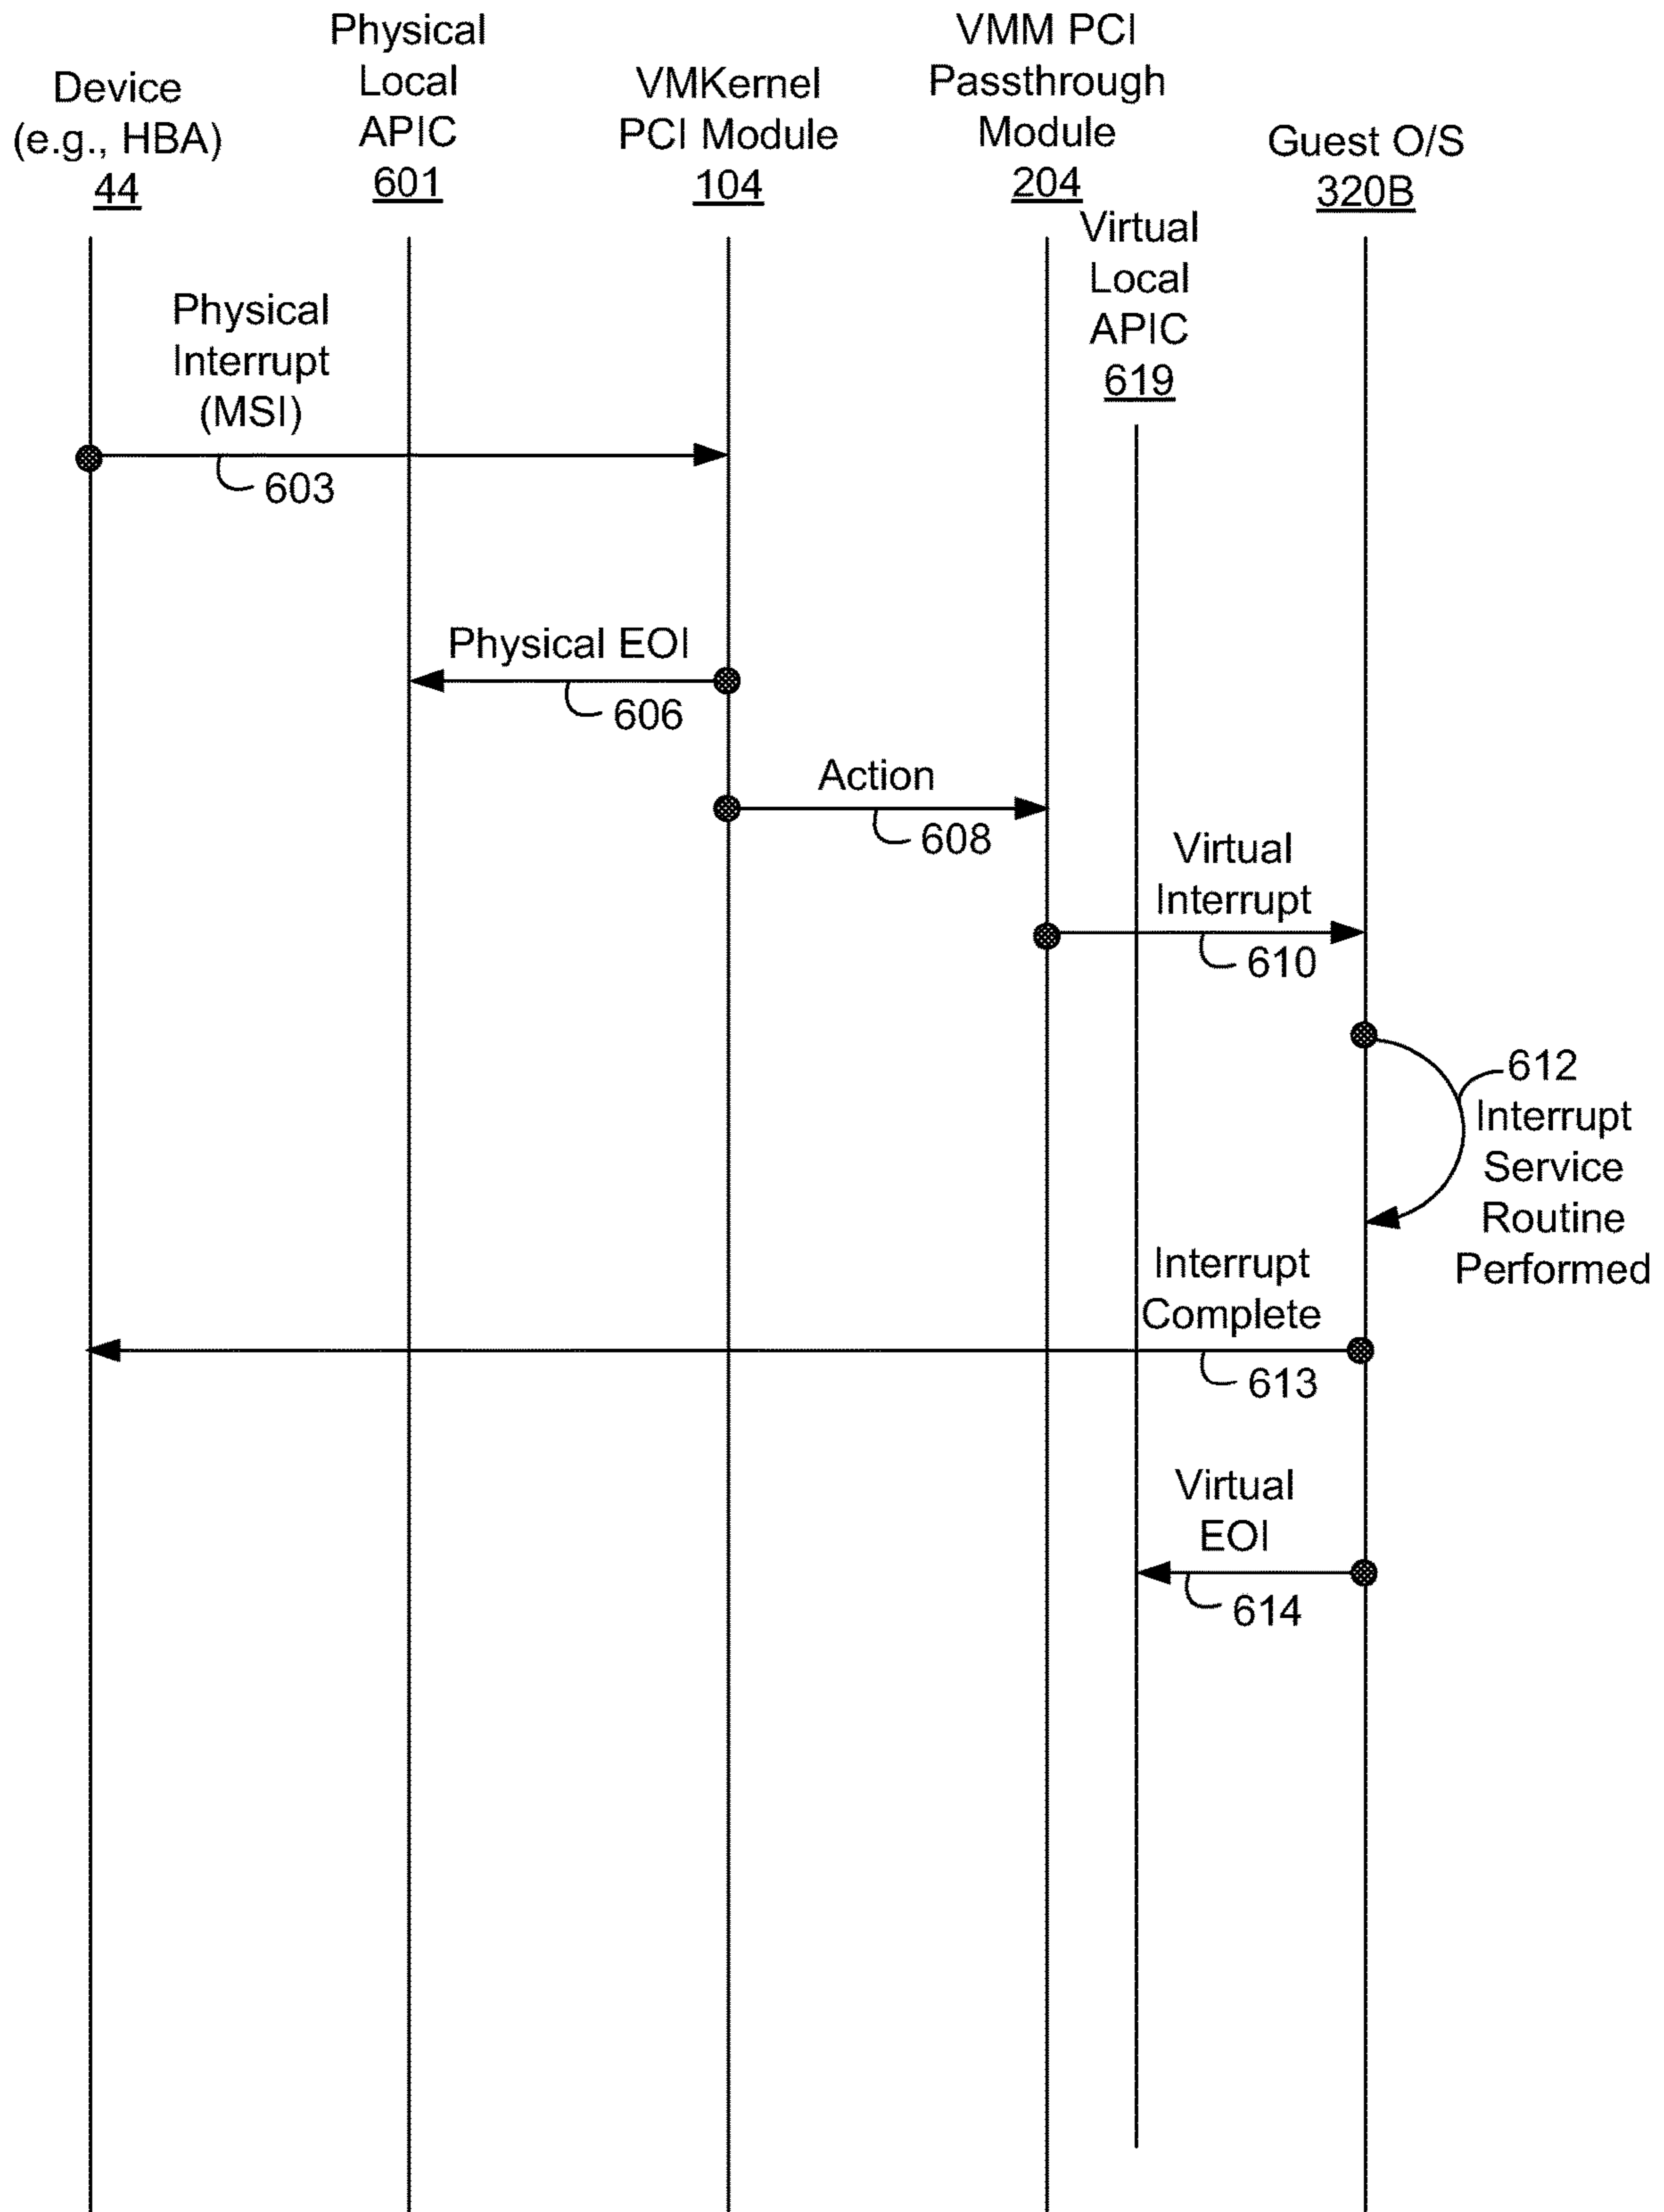 Device
(e.g., HBA)
44
Physical
Local
APIC
601
VMKernel
PCI Module
104
VMM PCI
Passthrough
Module
204
Virtual
Local
APIC
619
Guest O/S
320B
Physical
Interrupt
(MSI)
603
Physical EOI
606
Action
608
Virtual
Interrupt
610
612
Interrupt
Service
Routine
Performed
Interrupt
Complete
613
Virtual
EOI
614